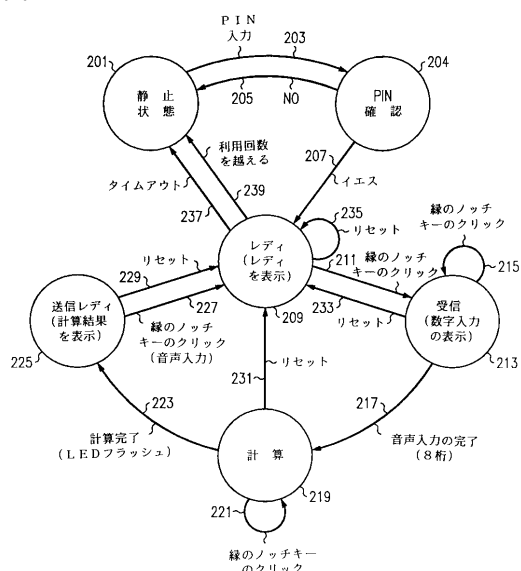 ＰＩＮ
入力
201
203
204
静止
状態
205
NO
PIN
確認
利用回数
を越える
207
イエス
タイムアウト
239
237
235
リセット
レディ
(レディ
を表示)
211
縁のノッチ
キーのクリック
縁のノッチ
キーのクリック
215
リセット
229
227
233
リセット
209
送信レディ
(計算結果
を表示)
225
縁のノッチ
キーのクリック
(音声入力)
受信
(数字入力
の表示)
213
リセット
231
223
217
計算完了
(ＬＥＤフラッシュ)
音声入力の完了
(８桁)
計算
219
221
縁のノッチキー
のクリック